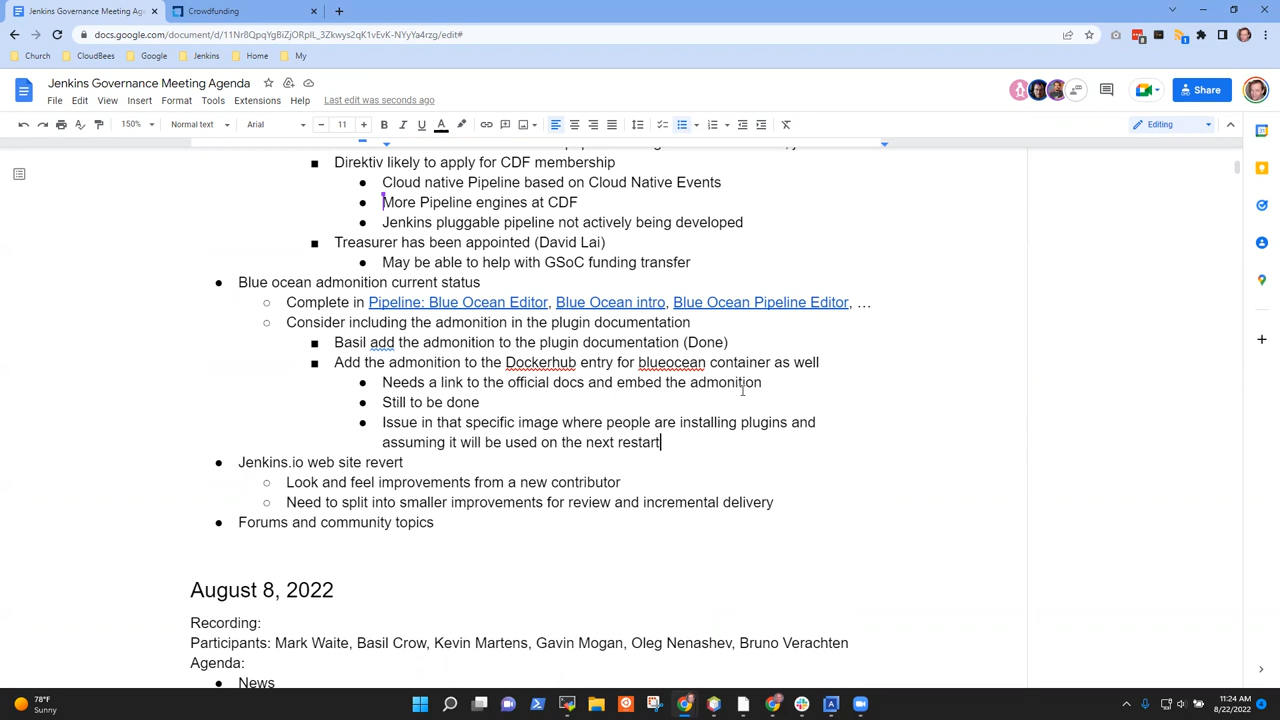 Jenkins Governance Meeting Age
Crowdfunding
docs.google.com/document/d/11Nr8QpqYgBiZjORpIL_3Zkwys2qK1vEvK-NYyYa4rzg/edit#
Church
CloudBees
Google
Jenkins
Home
My
Jenkins Governance Meeting Agenda
File Edit View Insert Format Tools Extensions Help Last edit was seconds ago
Share
150% Normal text Arial 11 Editing
Direktiv likely to apply for CDF membership
Cloud native Pipeline based on Cloud Native Events
More Pipeline engines at CDF
Jenkins pluggable pipeline not actively being developed
Treasurer has been appointed (David Lai)
May be able to help with GSoC funding transfer
Blue ocean admonition current status
Complete in Pipeline: Blue Ocean Editor, Blue Ocean intro, Blue Ocean Pipeline Editor, …
Consider including the admonition in the plugin documentation
Basil add the admonition to the plugin documentation (Done)
Add the admonition to the Dockerhub entry for blueocean container as well
Needs a link to the official docs and embed the admonition
Still to be done
Issue in that specific image where people are installing plugins and
assuming it will be used on the next restart
Jenkins.io web site revert
Look and feel improvements from a new contributor
Need to split into smaller improvements for review and incremental delivery
Forums and community topics
August 8, 2022
Recording:
Participants: Mark Waite, Basil Crow, Kevin Martens, Gavin Mogan, Oleg Nenashev, Bruno Verachten
Agenda:
News
78°F
Sunny
11:24 AM
8/22/2022